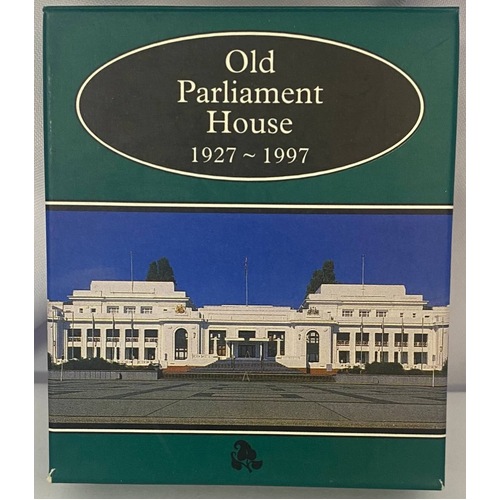 Old
Parliament
House
1927 ~ 1997